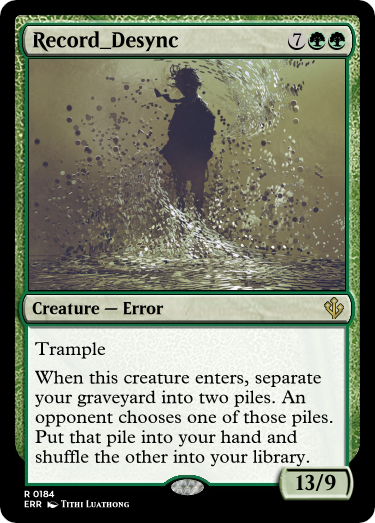 Record_Desync 7
Creature — Error
Trample
When this creature enters, separate
your graveyard into two piles. An
opponent chooses one of those piles.
Put that pile into your hand and
shuffle the other into your library.
13/9
R 0184
ERR Tithi Luathong